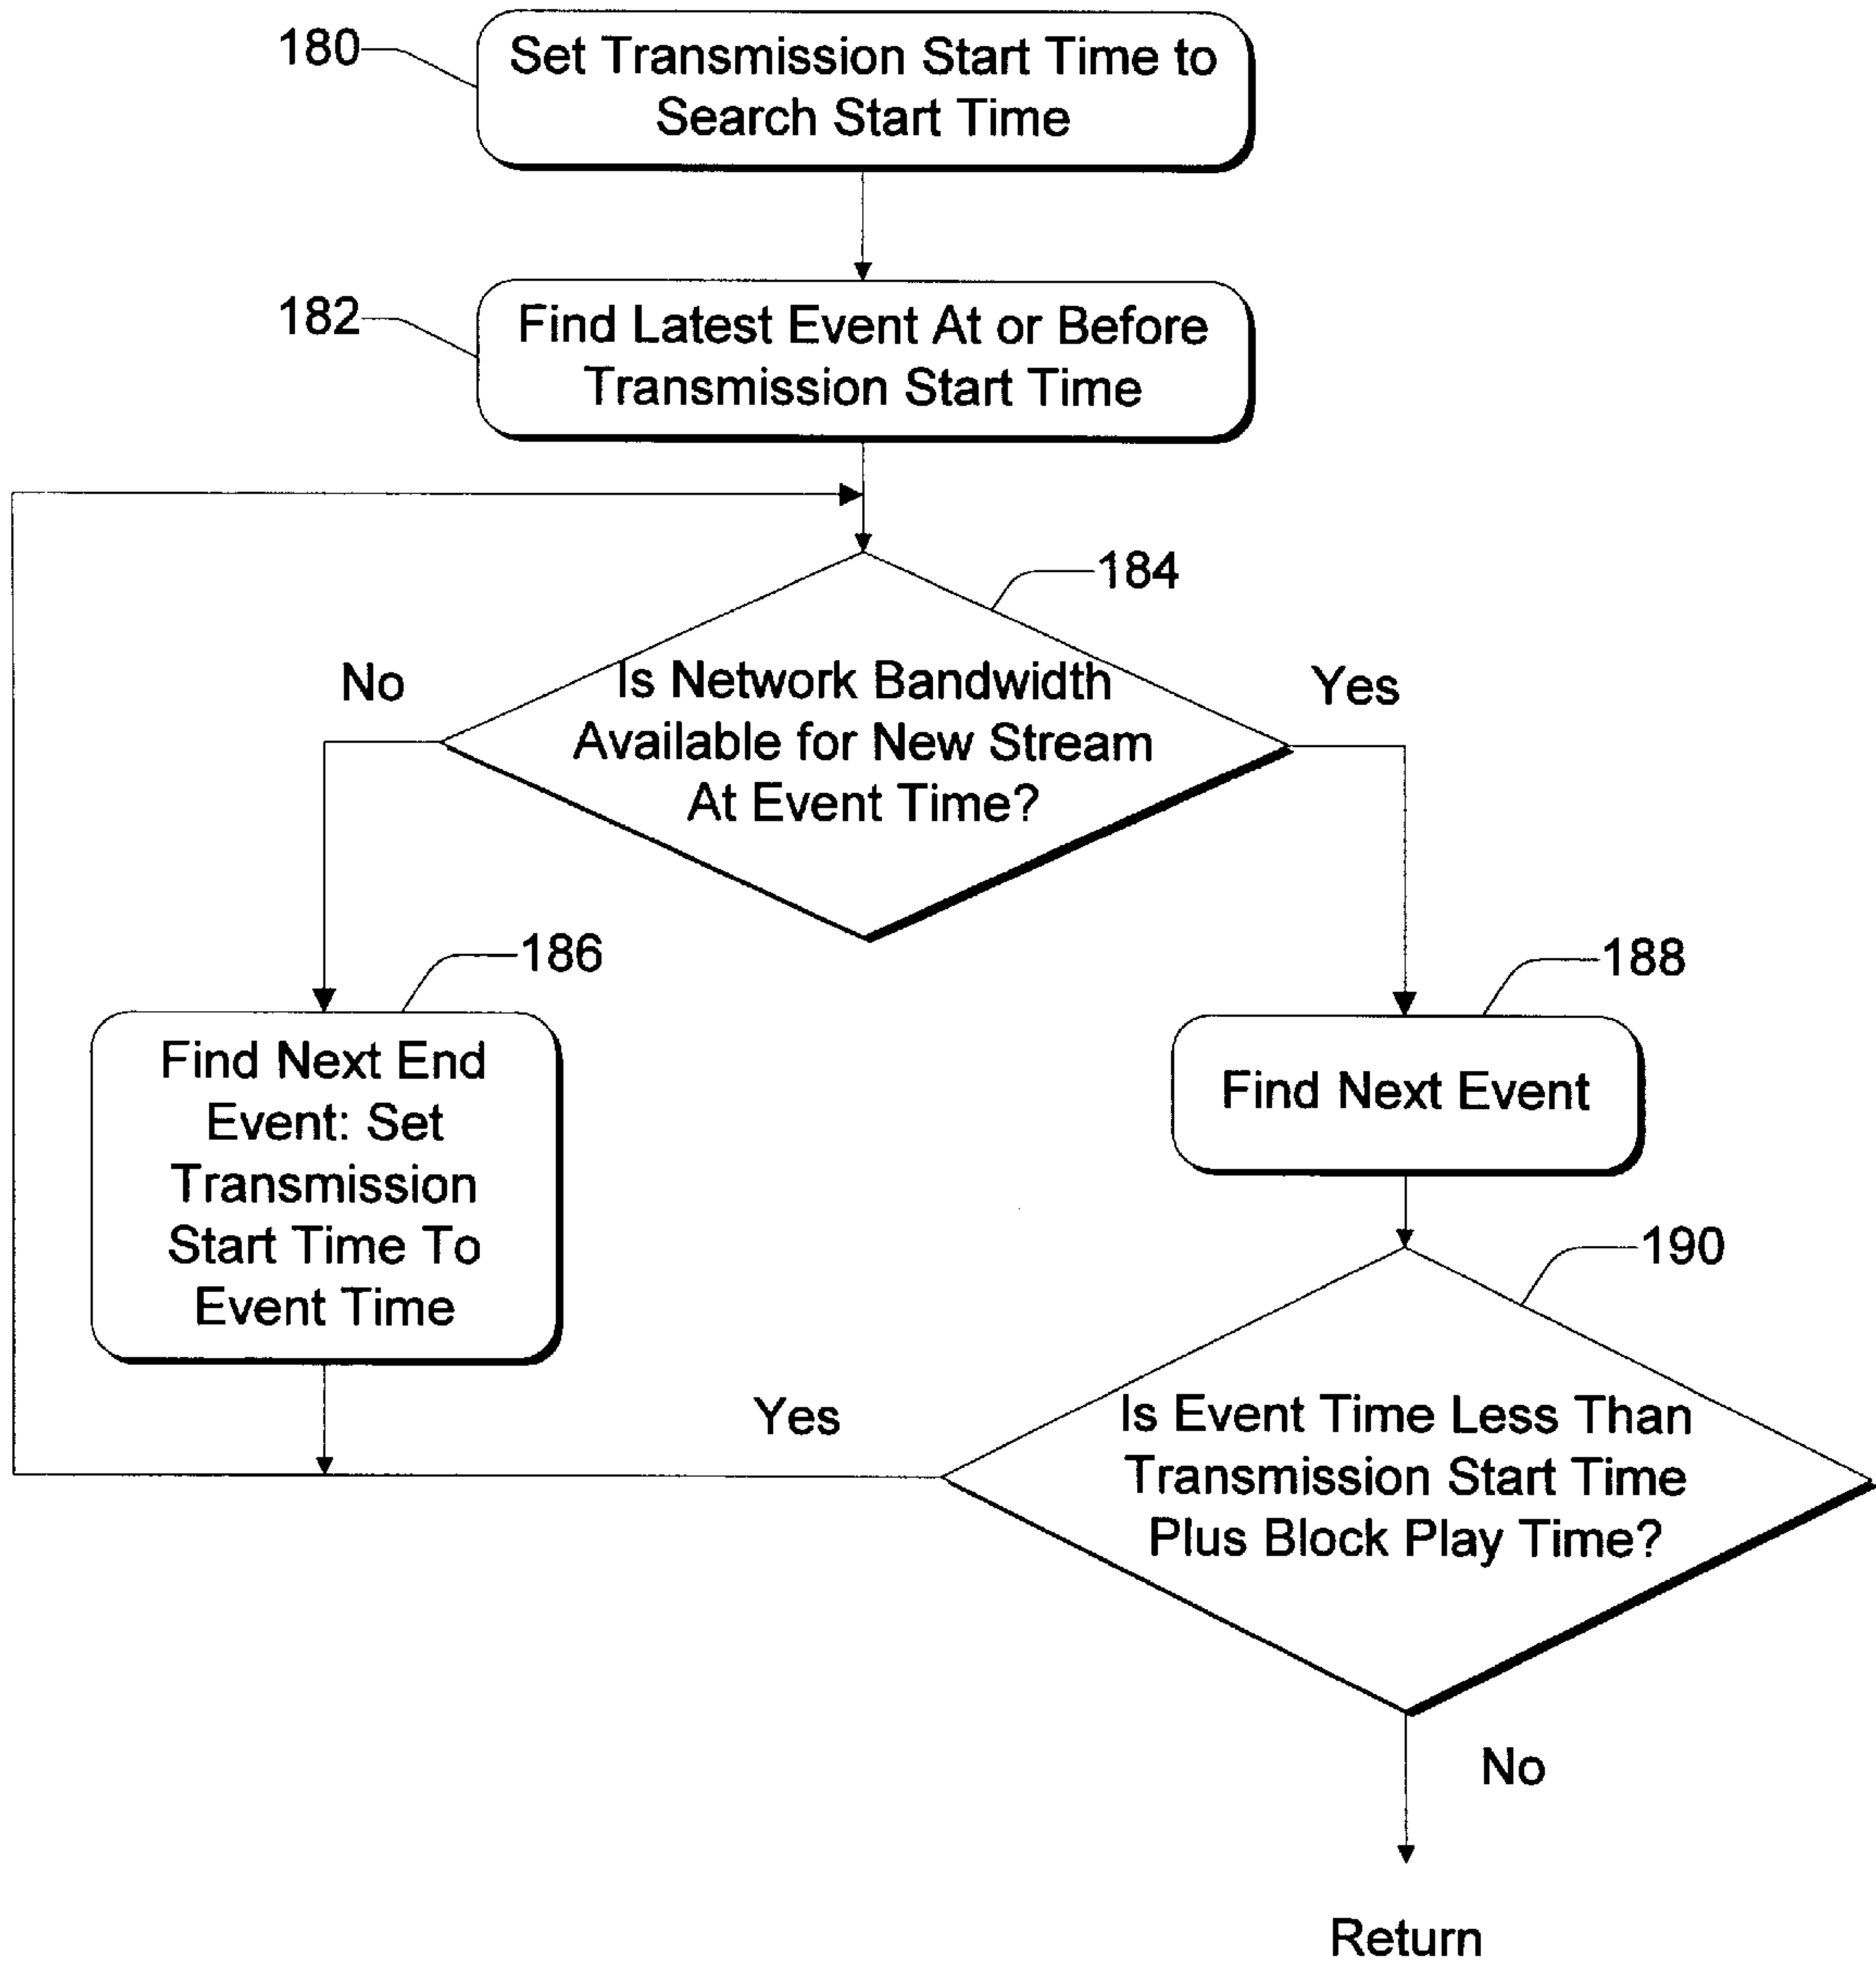 180
Set Transmission Start Time to
Search Start Time
182
Find Latest Event At or Before
Transmission Start Time
184
No
Is Network Bandwidth
Available for New Stream
At Event Time?
Yes
186
Find Next End
Event: Set
Transmission
Start Time To
Event Time
188
Find Next Event
190
Yes
Is Event Time Less Than
Transmission Start Time
Plus Block Play Time?
No
Return